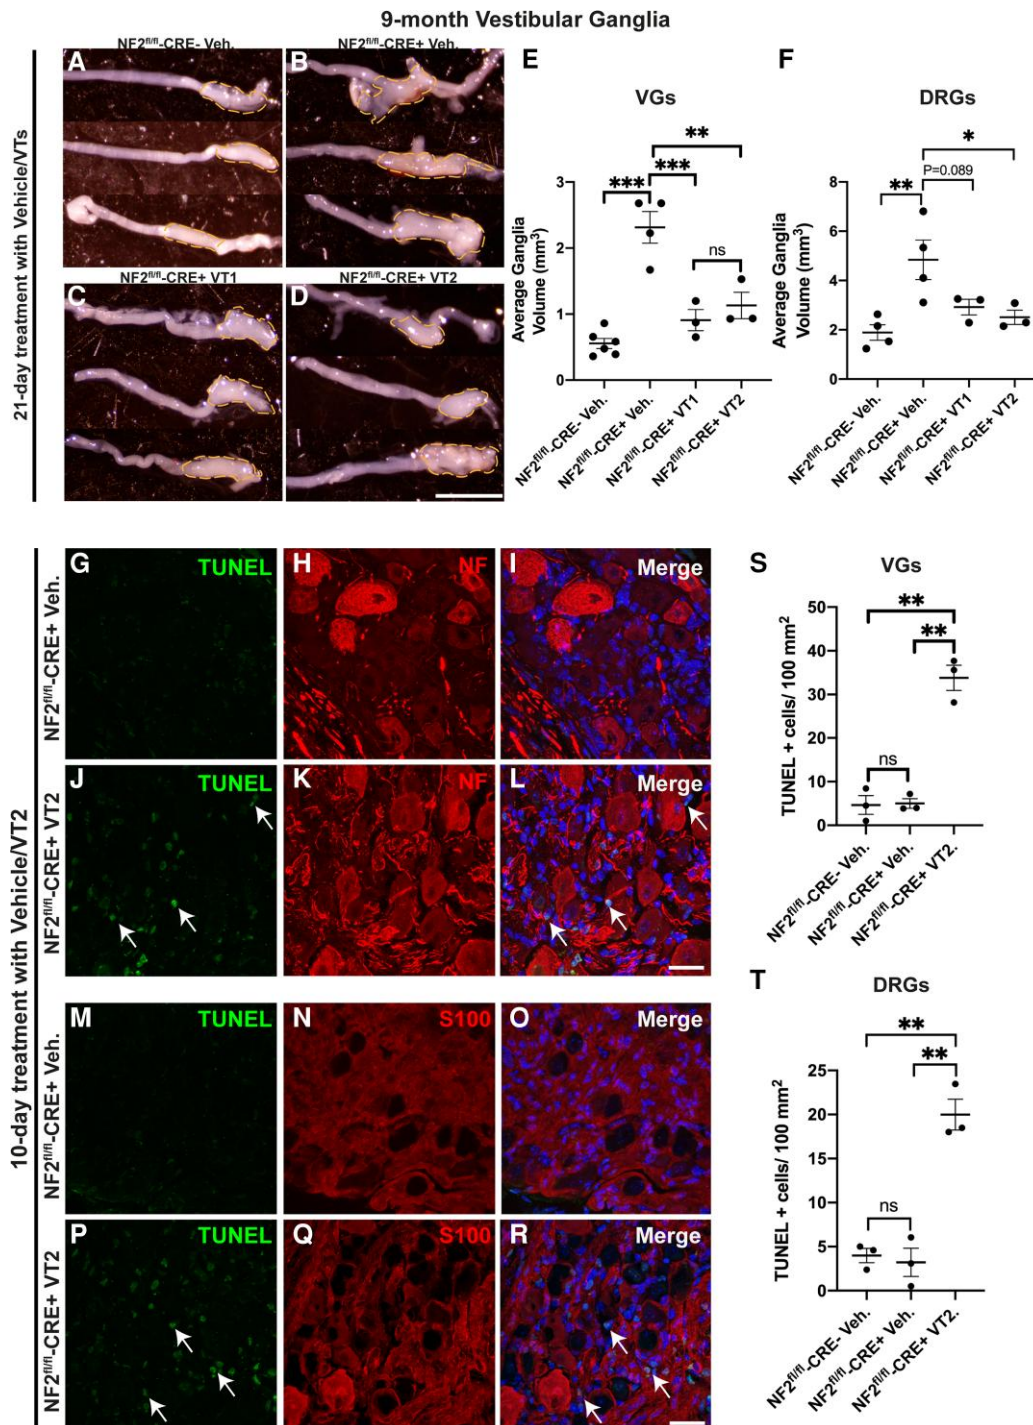 9-month Vestibular Ganglia
21-day treatment with Vehicle/VTs
NF2fl/fl-CRE- Veh.
NF2fl/fl-CRE+ Veh.
A
B
NF2fl/fl-CRE+ VT1
NF2fl/fl-CRE+ VT2
C
D
E
VGs
Average Ganglia
Volume (mm3)
3
2
1
0
***
***
**
ns
NF2fl/fl-CRE- Veh.
NF2fl/fl-CRE+ Veh.
NF2fl/fl-CRE+ VT1
NF2fl/fl-CRE+ VT2
F
DRGs
Average Ganglia
Volume (mm3)
8
6
4
2
0
**
P=0.089
*
NF2fl/fl-CRE- Veh.
NF2fl/fl-CRE+ Veh.
NF2fl/fl-CRE+ VT1
NF2fl/fl-CRE+ VT2
10-day treatment with Vehicle/VT2
NF2fl/fl-CRE+ Veh.
G
TUNEL
H
NF
I
Merge
NF2fl/fl-CRE+ VT2
J
TUNEL
K
NF
L
Merge
NF2fl/fl-CRE+ Veh.
M
TUNEL
N
S100
O
Merge
NF2fl/fl-CRE+ VT2
P
TUNEL
Q
S100
R
Merge
S
VGs
TUNEL + cells/ 100 mm2
50
40
30
20
10
0
**
**
ns
NF2fl/fl-CRE- Veh.
NF2fl/fl-CRE+ Veh.
NF2fl/fl-CRE+ VT2.
T
DRGs
TUNEL + cells/ 100 mm2
25
20
15
10
5
0
**
**
ns
NF2fl/fl-CRE- Veh.
NF2fl/fl-CRE+ Veh.
NF2fl/fl-CRE+ VT2.